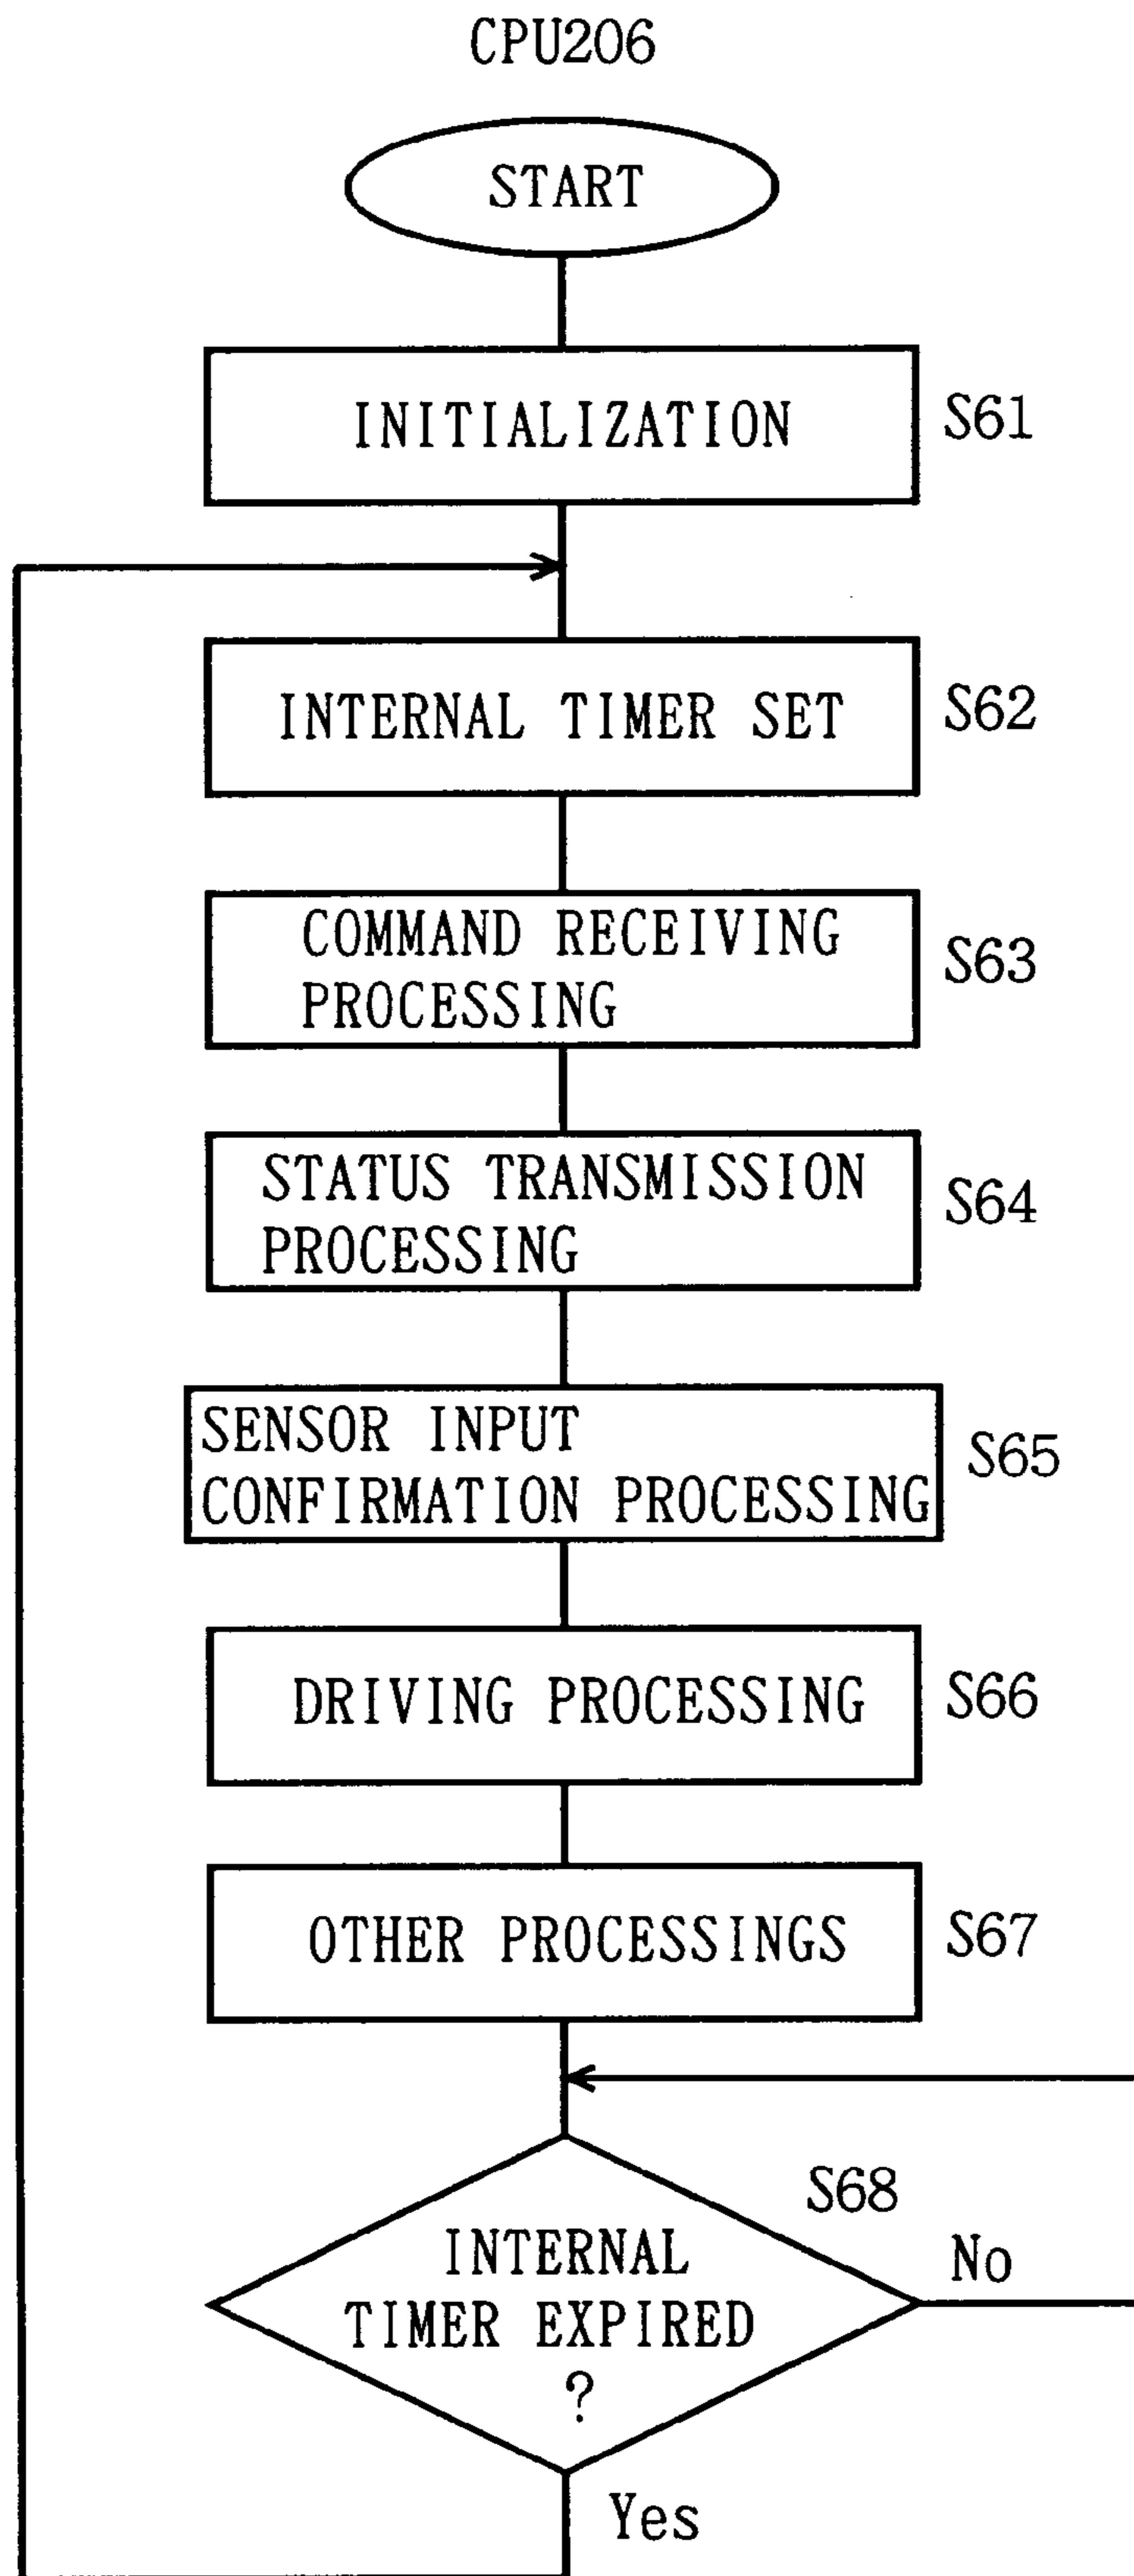 CPU206
START
INITIALIZATION
S61
INTERNAL TIMER SET
S62
COMMAND RECEIVING
PROCESSING
S63
STATUS TRANSMISSION
PROCESSING
S64
SENSOR INPUT
CONFIRMATION PROCESSING
S65
DRIVING PROCESSING
S66
OTHER PROCESSINGS
S67
S68
INTERNAL
TIMER EXPIRED
?
No
Yes